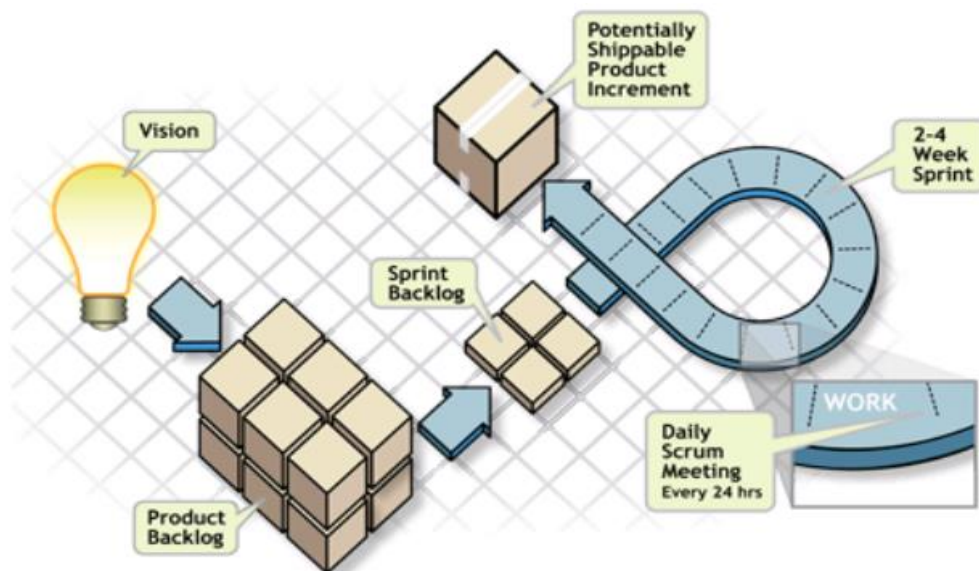 Vision
Potentially
Shippable
Product
Increment
2-4
Week
Sprint
Sprint
Backlog
WORK
Daily
Scrum
Meeting
Every 24 hrs
Product
Backlog